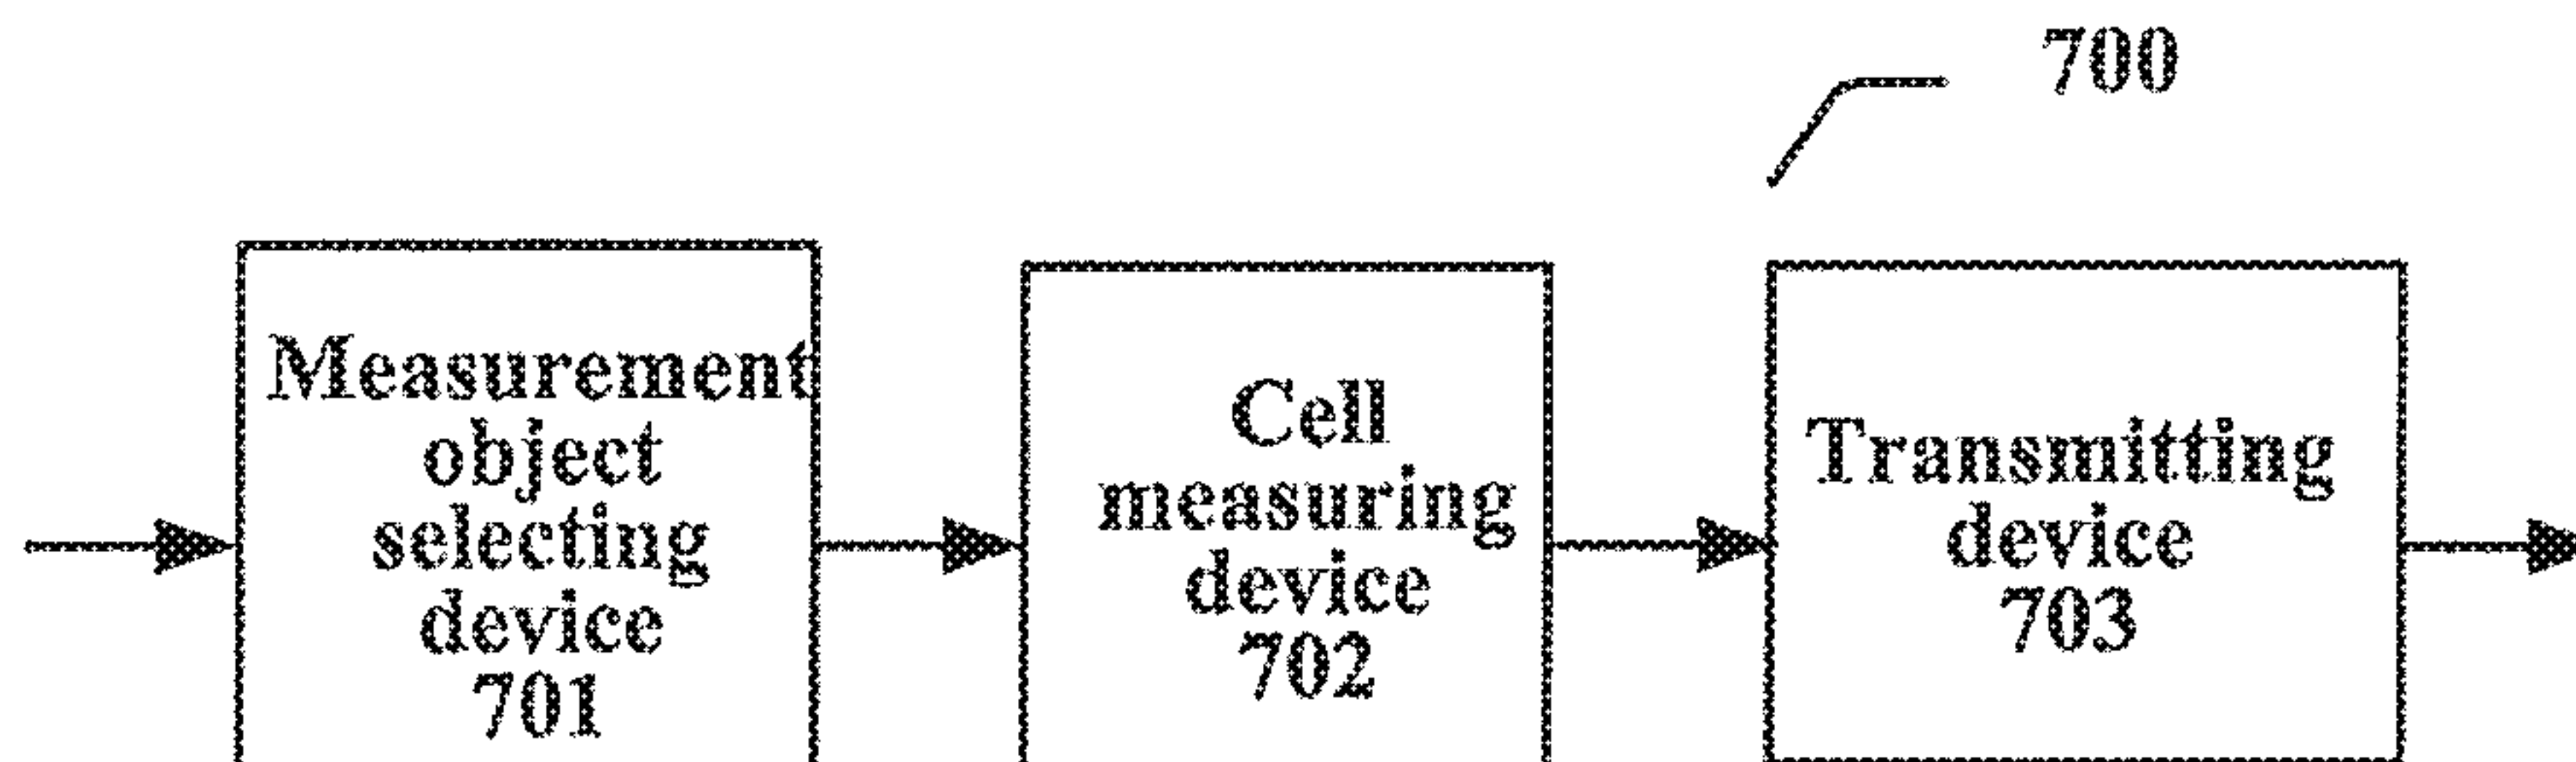 700
Measurement
object
selecting
device
701
Cell
measuring
device
702
Transmitting
device
703